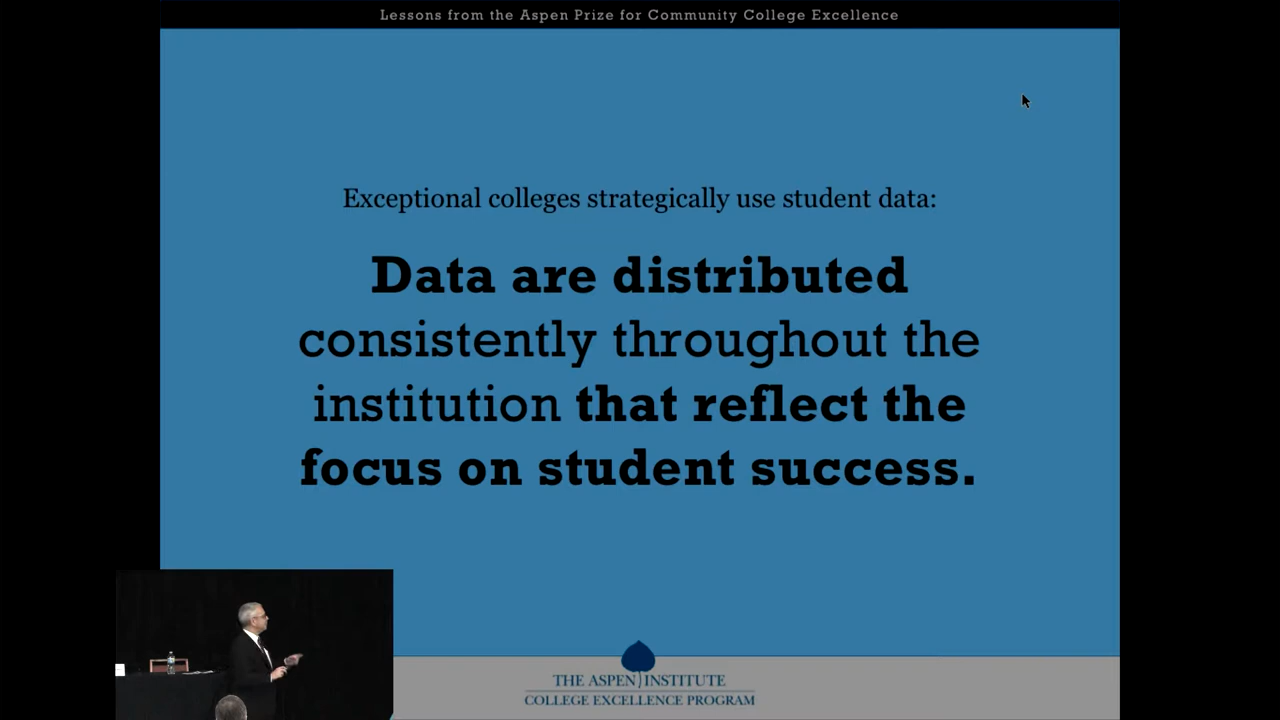 Lessons from the Aspen Prize for Community College Excellence
Exceptional colleges strategically use student data:
Data are distributed
consistently throughout the
institution that reflect the
focus on student success.
THE ASPEN INSTITUTE
COLLEGE EXCELLENCE PROGRAM